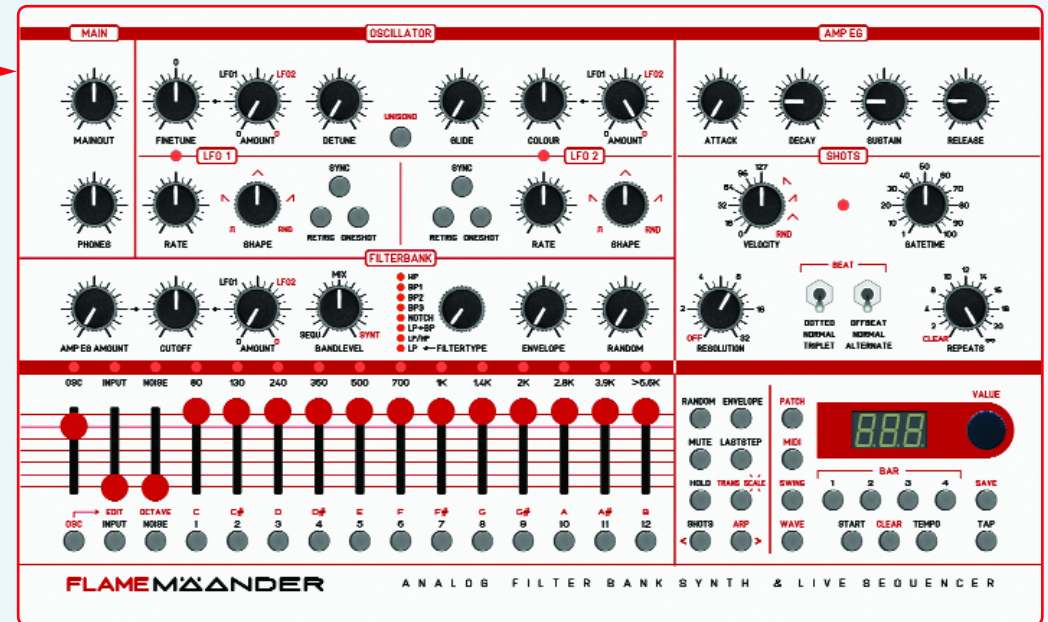 MAIN OSCILLATOR AMP EG
0 LFO1 LFO2 LFO1 LFO2
UNISONO
0 0 0 0
MAINOUT FINETUNE AMOUNT DETUNE GLIDE COLOUR AMOUNT ATTACK DECAY SUSTAIN RELEASE
LFO 1 LFO 2 SHOTS
SYNC SYNC
RND RETRIG ONESHOT RETRIG ONESHOT RND
PHONES RATE SHAPE RATE SHAPE
0 16 32 64 96 127 RND
VELOCITY
1 10 20 30 40 50 60 70 80 90 100
GATETIME
FILTERBANK
LFO1 LFO2 MIX
0 0 SEQU SYNT
HP
BP1
BP2
BP3
NOTCH
LP+BP
LP/HP
LP
AMP EG AMOUNT CUTOFF AMOUNT BANDLEVEL FILTERTYPE ENVELOPE RANDOM
OFF 2 4 8 16 32
RESOLUTION
BEAT
DOTTED OFFBEAT
NORMAL NORMAL
TRIPLET ALTERNATE
CLEAR 2 4 8 10 12 14 16 18 20 ∞
REPEATS
OSC INPUT NOISE 80 130 240 350 500 700 1K 1.4K 2K 2.8K 3.9K >5.6K
EDIT OCTAVE C C# D D# E F F# G G# A A# B
OSC INPUT NOISE 1 2 3 4 5 6 7 8 9 10 11 12
RANDOM ENVELOPE PATCH VALUE
MUTE LASTSTEP MIDI
888
BAR
HOLD TRANS SCALE SWING 1 2 3 4 SAVE
SHOTS ARP WAVE START CLEAR TEMPO TAP
< >
FLAME MÄÄNDER ANALOG FILTER BANK SYNTH & LIVE SEQUENCER